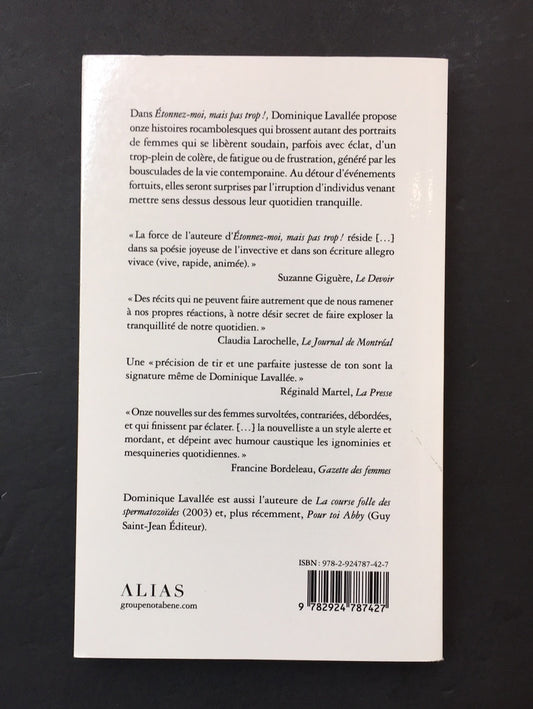 Dans Étonnez-moi, mais pas trop !, Dominique Lavallée propose
onze histoires rocambolesques qui brossent autant des portraits
de femmes qui se libèrent soudain, parfois avec éclat, d'un
trop-plein de colère, de fatigue ou de frustration, généré par les
bousculades de la vie contemporaine. Au détour d'événements
fortuits, elles seront surprises par l'irruption d'individus venant
mettre sens dessus dessous leur quotidien tranquille.
« La force de l'auteure d'Étonnez-moi, mais pas trop ! réside [...]
dans sa poésie joyeuse de l'invective et dans son écriture allegro
vivace (vive, rapide, animée). »
Suzanne Giguère, Le Devoir
« Des récits qui ne peuvent faire autrement que de nous ramener
à nos propres réactions, à notre désir secret de faire exploser la
tranquillité de notre quotidien. »
Claudia Larochelle, Le Journal de Montréal
Une « précision de tir et une parfaite justesse de ton sont la
signature même de Dominique Lavallée. »
Réginald Martel, La Presse
« Onze nouvelles sur des femmes survoltées, contrariées, débordées,
et qui finissent par éclater. [...] la nouvelliste a un style alerte et
mordant, et dépeint avec humour caustique les ignominies et
mesquineries quotidiennes. »
Francine Bordeleau, Gazette des femmes
Dominique Lavallée est aussi l'auteure de La course folle des
spermatozoïdes (2003) et, plus récemment, Pour toi Abby (Guy
Saint-Jean Éditeur).
ISBN : 978-2-924787-42-7
ALIAS
groupenotabene.com
9 782924 787427